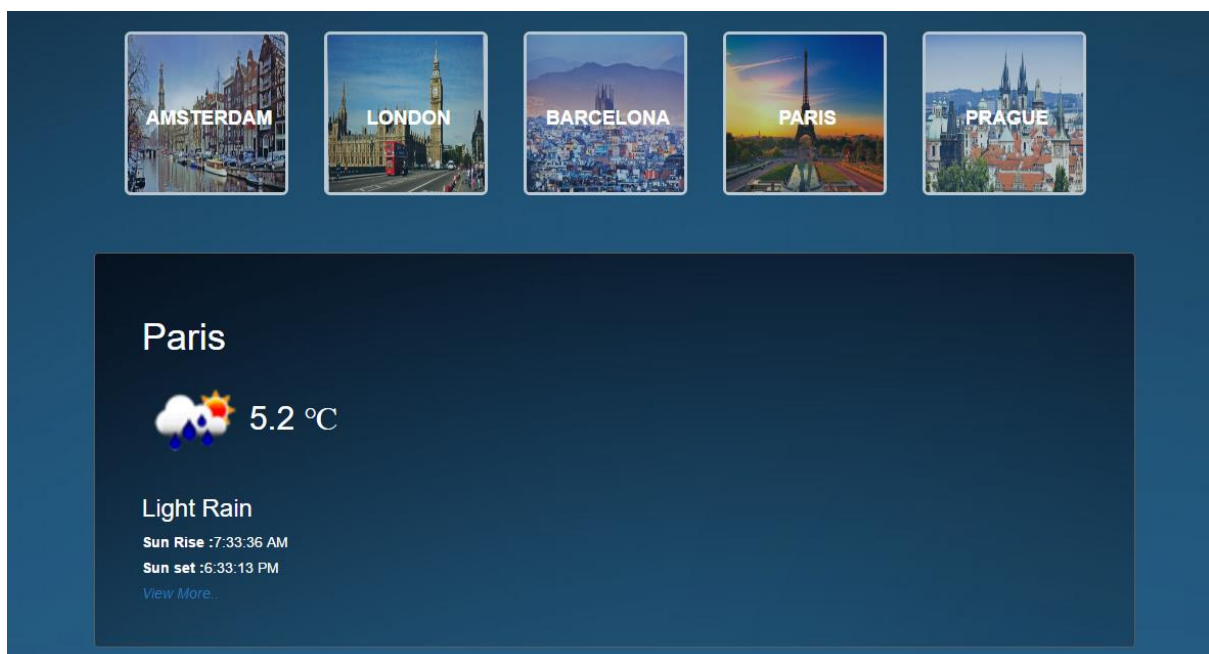 AMSTERDAM
LONDON
BARCELONA
PARIS
PRAGUE
Paris
5.2 °C
Light Rain
Sun Rise :7:33:36 AM
Sun set :6:33:13 PM
View More..